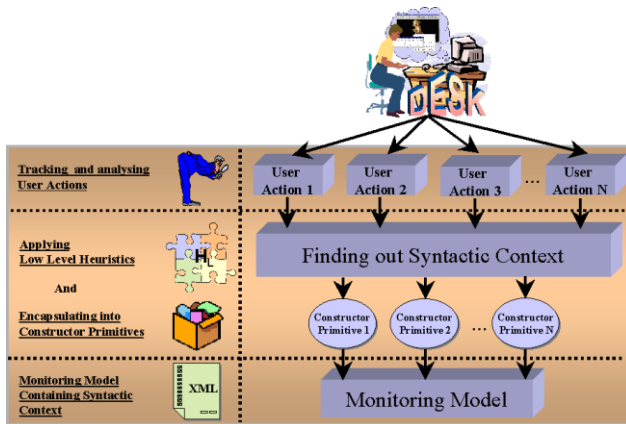 DESK
Tracking and analysing
User Actions
User
Action 1
User
Action 2
User
Action 3
...
User
Action N
Applying
Low Level Heuristics
And
Encapsulating into
Constructor Primitives
HL
Finding out Syntactic Context
Constructor
Primitive 1
Constructor
Primitive 2
...
Constructor
Primitive N
Monitoring Model
Containing Syntactic
Context
XML
Monitoring Model